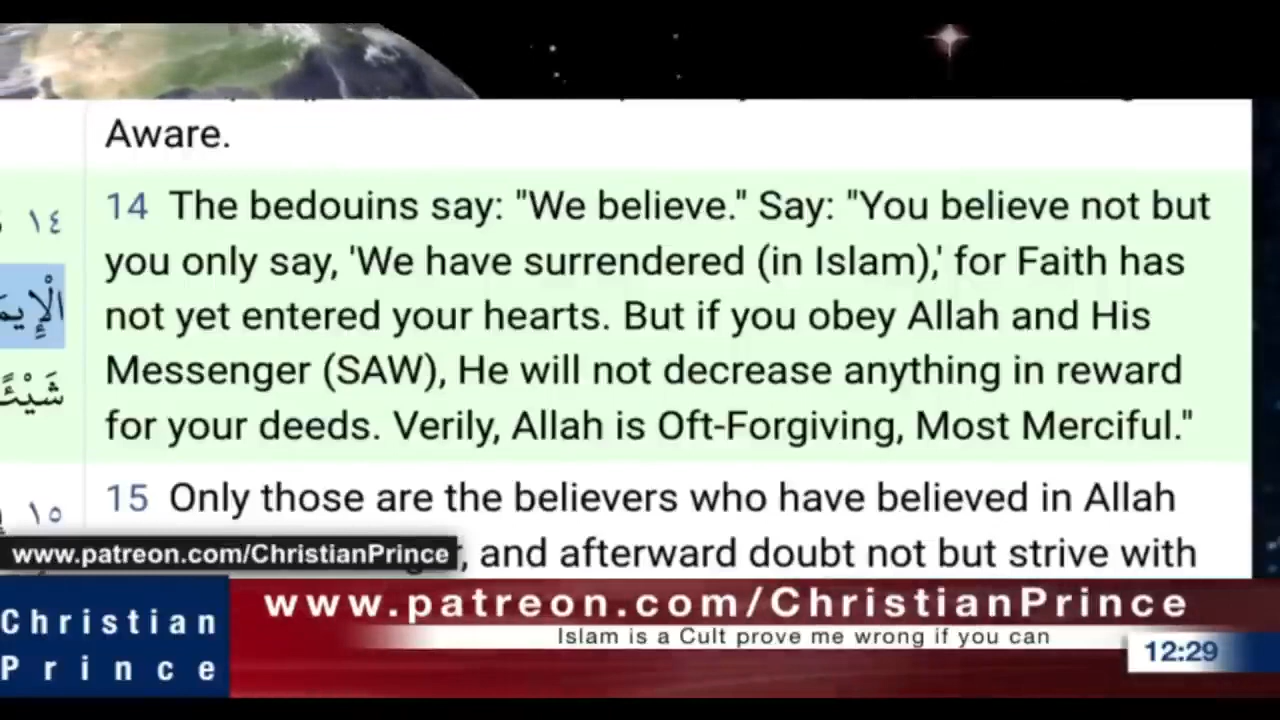 Aware.
١٤
14 The bedouins say: "We believe." Say: "You believe not but
you only say, 'We have surrendered (in Islam),' for Faith has
not yet entered your hearts. But if you obey Allah and His
Messenger (SAW), He will not decrease anything in reward
for your deeds. Verily, Allah is Oft-Forgiving, Most Merciful."
١٥
15 Only those are the believers who have believed in Allah
, and afterward doubt not but strive with
www.patreon.com/ChristianPrince
www.patreon.com/ChristianPrince
Islam is a Cult prove me wrong if you can
Christian
Prince
12:29